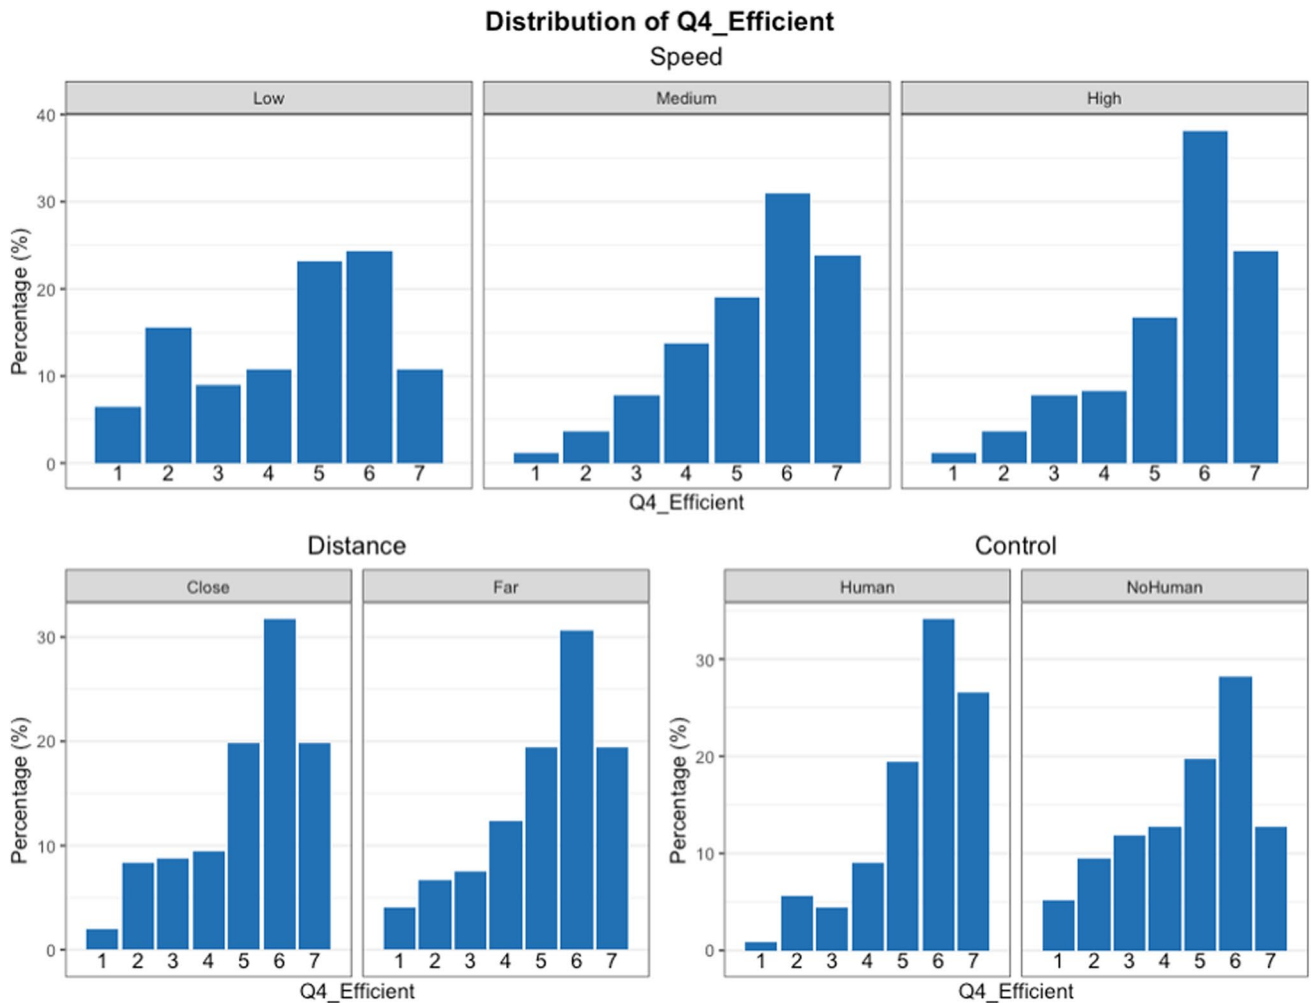 Distribution of Q4_Efficient
Speed
Low Medium High
40
30
20
10
0
Percentage (%)
1 2 3 4 5 6 7 1 2 3 4 5 6 7 1 2 3 4 5 6 7
Q4_Efficient
Distance
Close Far
30
20
10
0
Percentage (%)
1 2 3 4 5 6 7 1 2 3 4 5 6 7
Q4_Efficient
Control
Human NoHuman
30
20
10
0
Percentage (%)
1 2 3 4 5 6 7 1 2 3 4 5 6 7
Q4_Efficient